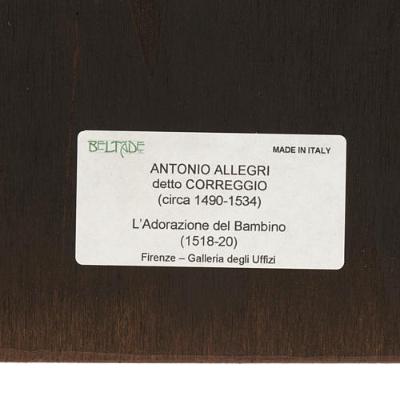 BELTADE
MADE IN ITALY
ANTONIO ALLEGRI
detto CORREGGIO
(circa 1490-1534)
L'Adorazione del Bambino
(1518-20)
Firenze – Galleria degli Uffizi